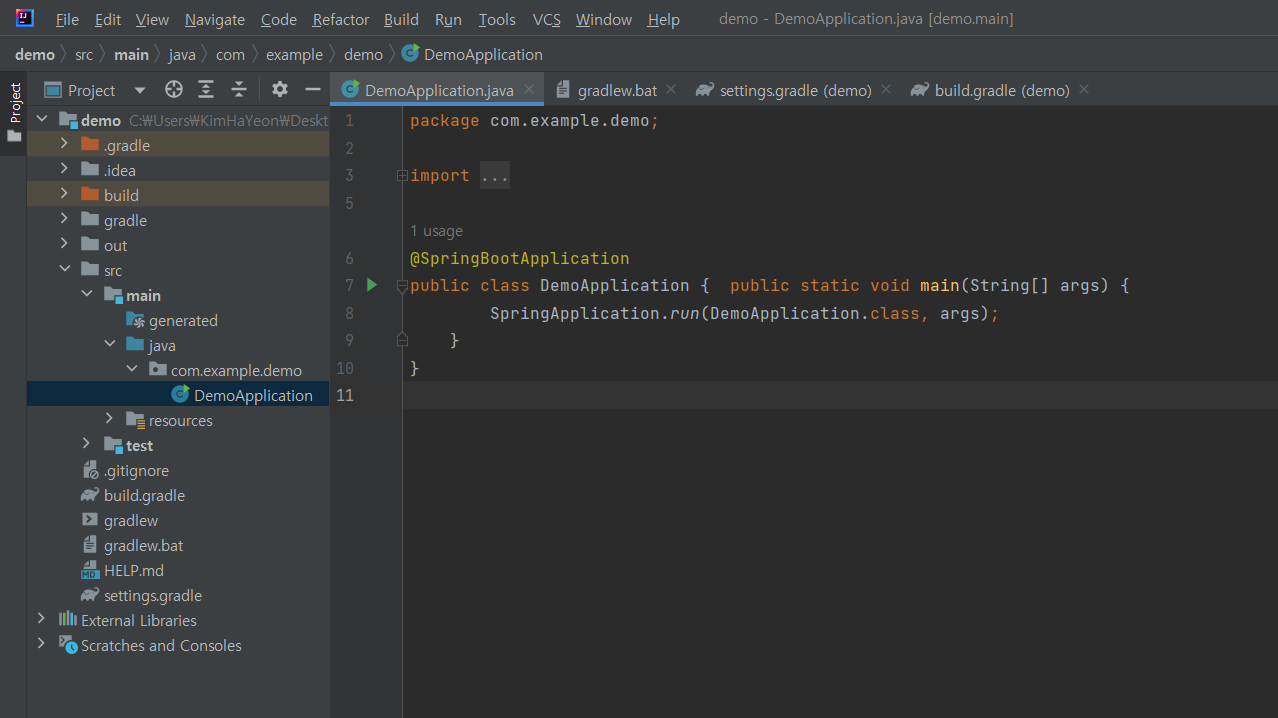 File Edit View Navigate Code Refactor Build Run Tools VCS Window Help demo - DemoApplication.java [demo.main]
demo src main java com example demo DemoApplication
Project
Project
DemoApplication.java gradlew.bat settings.gradle (demo) build.gradle (demo)
demo C:₩Users₩KimHaYeon₩Deskt
.gradle
.idea
build
gradle
out
src
main
generated
java
com.example.demo
DemoApplication
resources
test
.gitignore
build.gradle
gradlew
gradlew.bat
MD HELP.md
settings.gradle
External Libraries
Scratches and Consoles
1 package com.example.demo;
2
3 import ...
5
1 usage
6 @SpringBootApplication
7 public class DemoApplication { public static void main(String[] args) {
8 SpringApplication.run(DemoApplication.class, args);
9 }
10 }
11